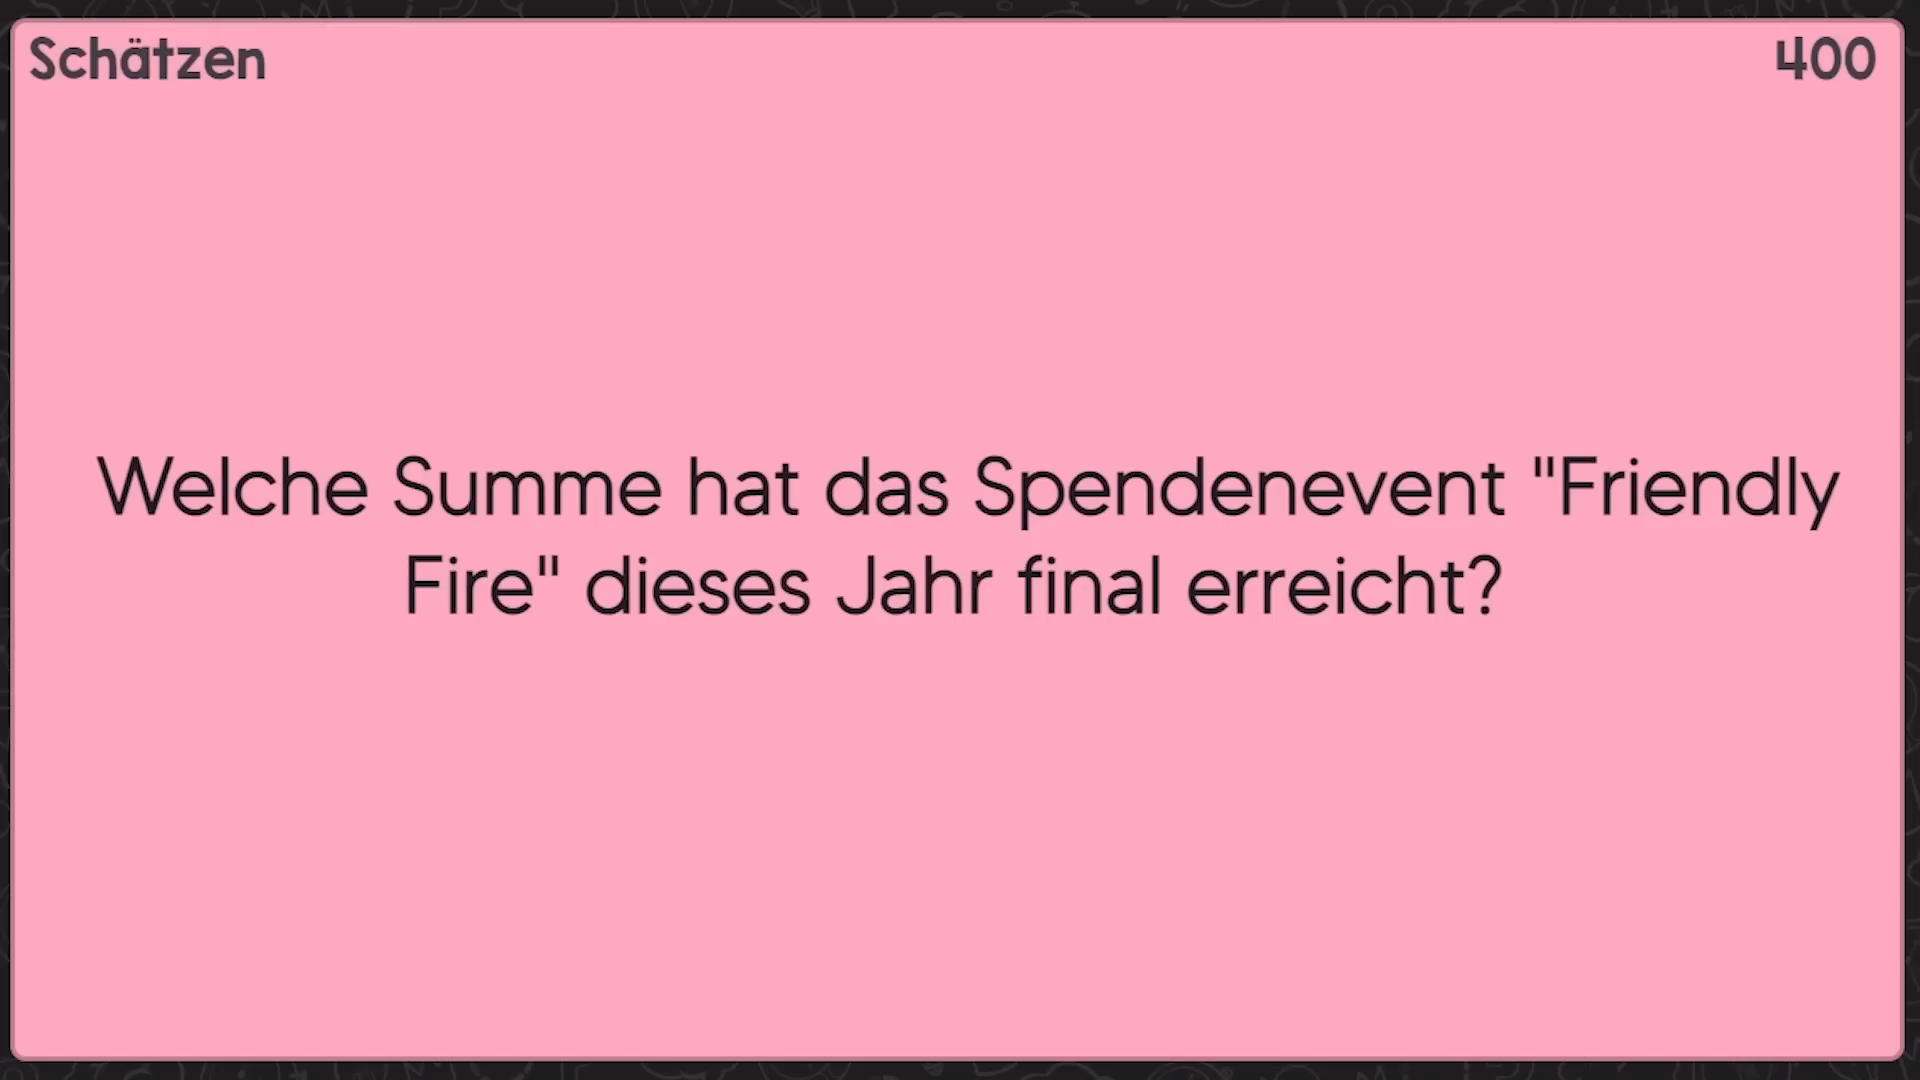 Schätzen
400
Welche Summe hat das Spendenevent "Friendly
Fire" dieses Jahr final erreicht?